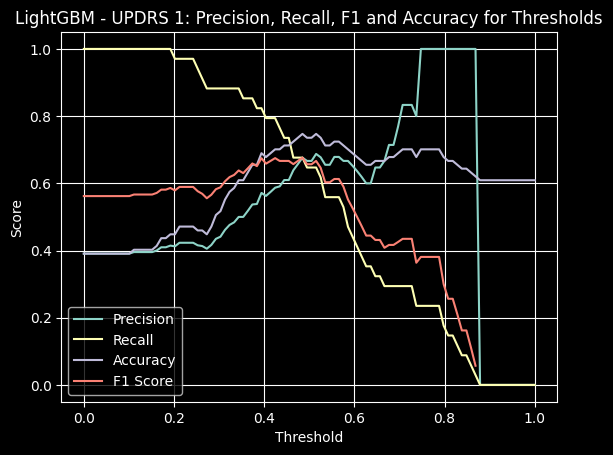 LightGBM - UPDRS 1: Precision, Recall, F1 and Accuracy for Thresholds
1.0
0.8
0.6
0.4
0.2
0.0
Score
Precision
Recall
Accuracy
F1 Score
0.0 0.2 0.4 0.6 0.8 1.0
Threshold